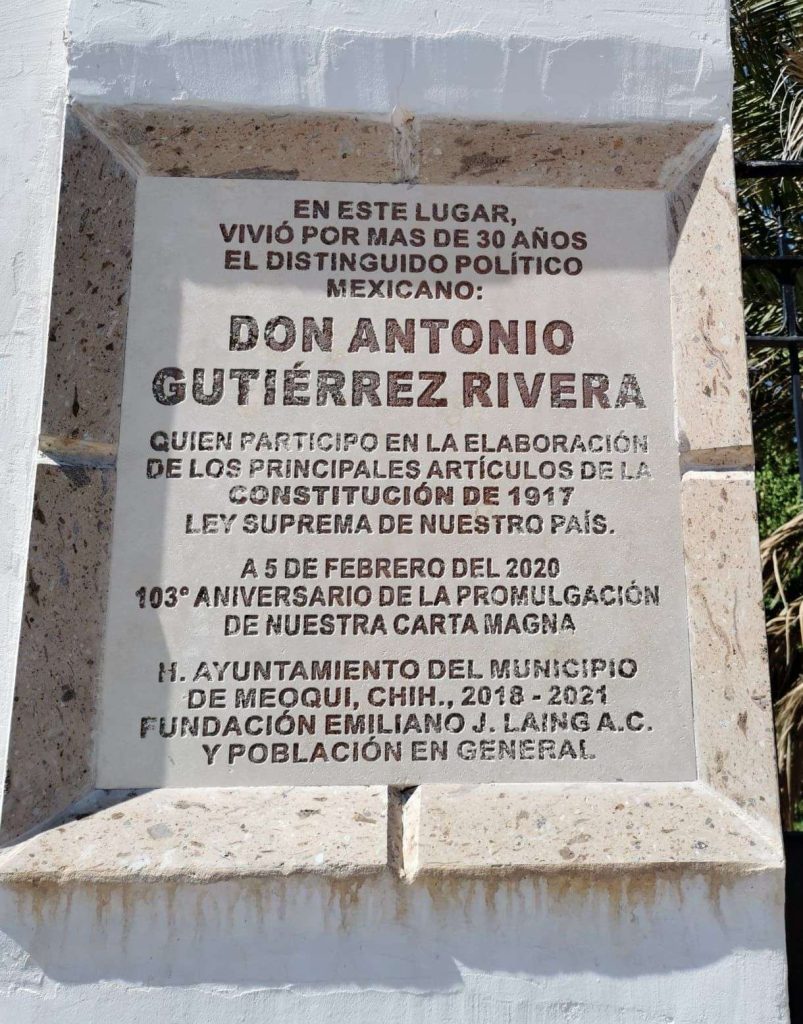 EN ESTE LUGAR,
VIVIÓ POR MAS DE 30 AÑOS
EL DISTINGUIDO POLÍTICO
MEXICANO:
DON ANTONIO
GUTIÉRREZ RIVERA
QUIEN PARTICIPO EN LA ELABORACIÓN
DE LOS PRINCIPALES ARTÍCULOS DE LA
CONSTITUCIÓN DE 1917
LEY SUPREMA DE NUESTRO PAÍS.
A 5 DE FEBRERO DEL 2020
103° ANIVERSARIO DE LA PROMULGACIÓN
DE NUESTRA CARTA MAGNA
H. AYUNTAMIENTO DEL MUNICIPIO
DE MEOQUI, CHIH., 2018 - 2021
FUNDACIÓN EMILIANO J. LAING A.C.
Y POBLACIÓN EN GENERAL